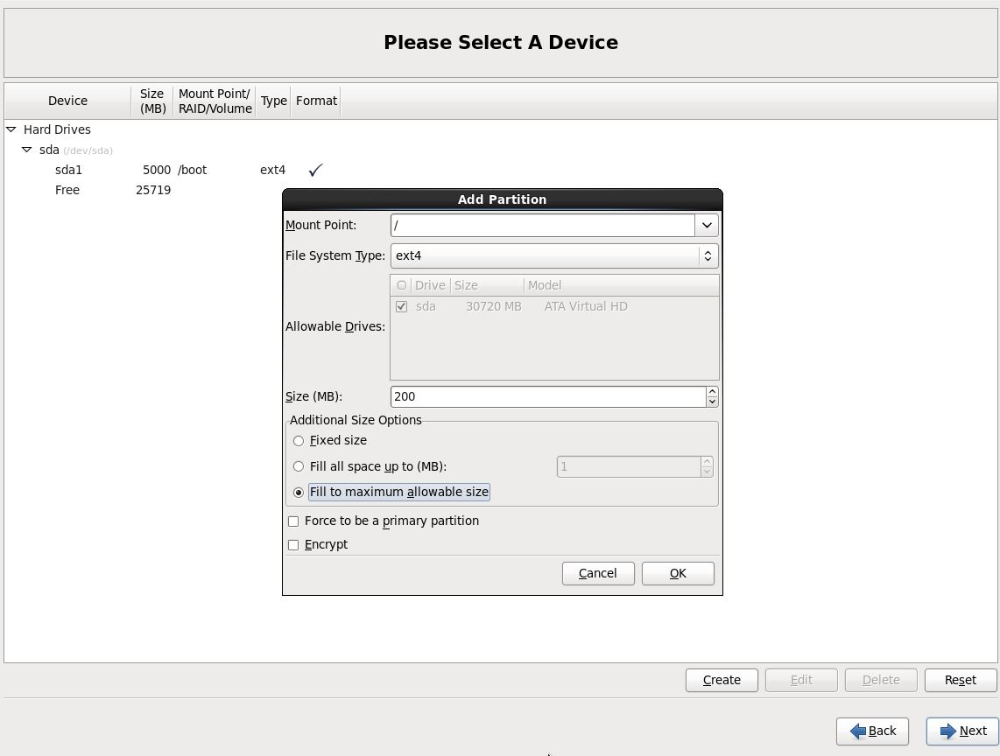 Please Select A Device
Device Size (MB) Mount Point/ RAID/Volume Type Format
Hard Drives
sda (/dev/sda)
sda1 5000 /boot ext4
Free 25719
Add Partition
Mount Point: /
File System Type: ext4
Allowable Drives:
Drive Size Model
sda 30720 MB ATA Virtual HD
Size (MB): 200
Additional Size Options
Fixed size
Fill all space up to (MB): 1
Fill to maximum allowable size
Force to be a primary partition
Encrypt
Cancel OK
Create Edit Delete Reset
Back Next